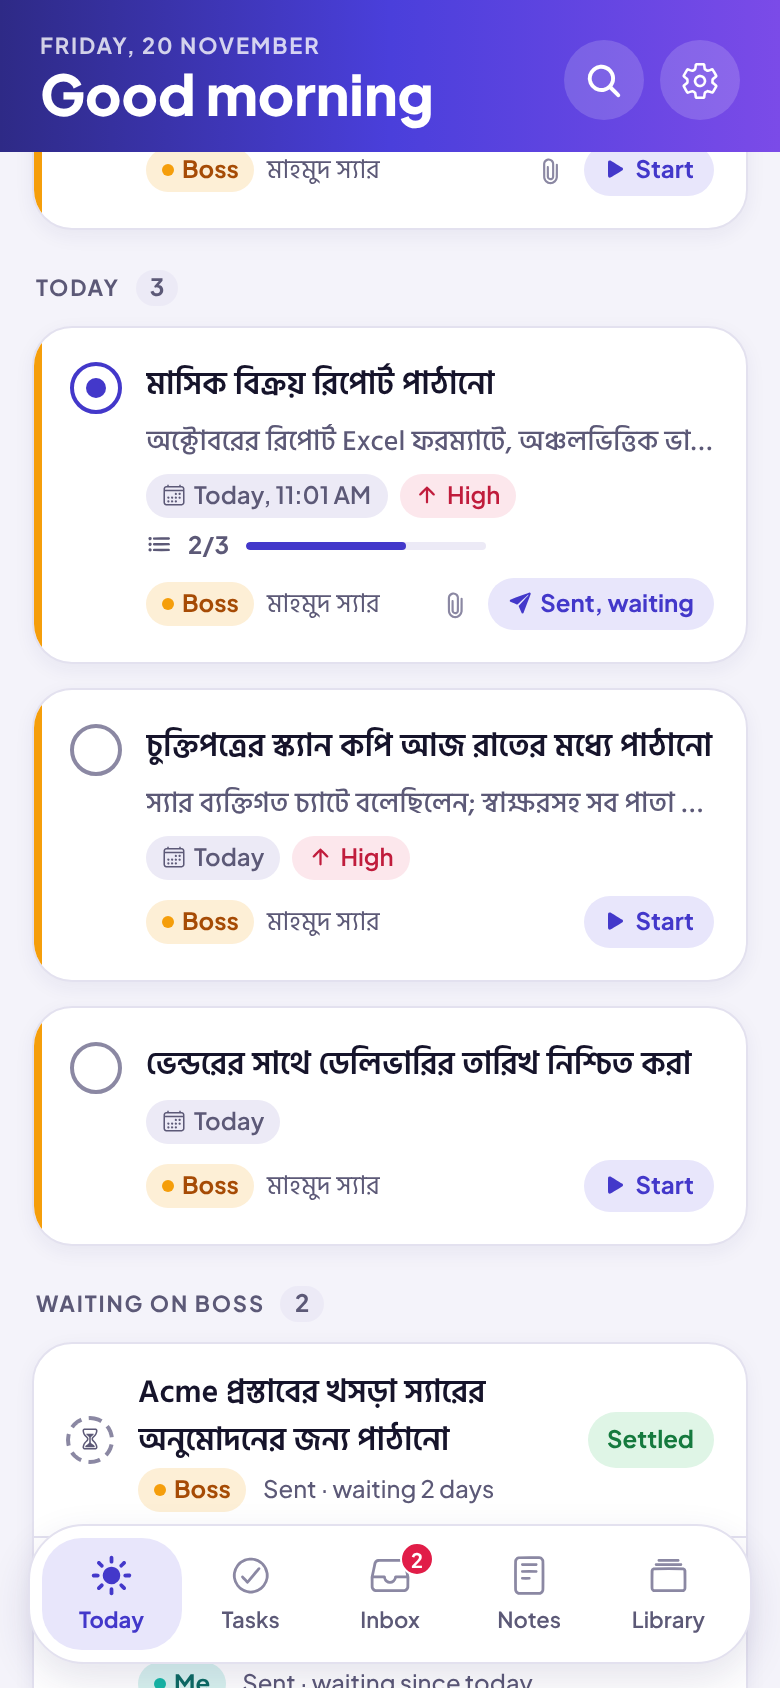 FRIDAY, 20 NOVEMBER
Good morning
Boss মাহমুদ স্যার Start
TODAY 3
মাসিক বিক্রয় রিপোর্ট পাঠানো
অক্টোবরের রিপোর্ট Excel ফরম্যাটে, অঞ্চলভিত্তিক ভা...
Today, 11:01 AM High
2/3
Boss মাহমুদ স্যার Sent, waiting
চুক্তিপত্রের স্ক্যান কপি আজ রাতের মধ্যে পাঠানো
স্যার ব্যক্তিগত চ্যাটে বলেছিলেন; স্বাক্ষরসহ সব পাতা ...
Today High
Boss মাহমুদ স্যার Start
ভেন্ডরের সাথে ডেলিভারির তারিখ নিশ্চিত করা
Today
Boss মাহমুদ স্যার Start
WAITING ON BOSS 2
Acme প্রস্তাবের খসড়া স্যারের
অনুমোদনের জন্য পাঠানো
Settled
Boss Sent · waiting 2 days
2
Today Tasks Inbox Notes Library
Me Sent · waiting since today